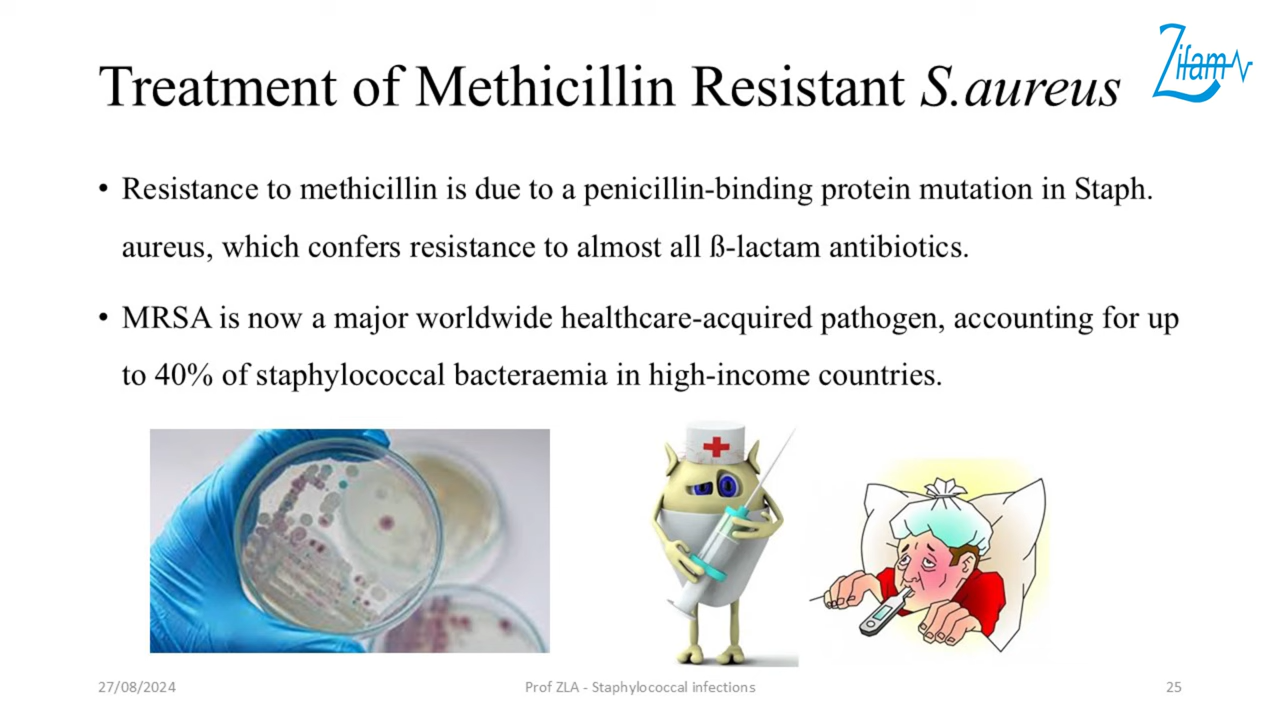 Zifam
Treatment of Methicillin Resistant S.aureus
• Resistance to methicillin is due to a penicillin-binding protein mutation in Staph.
aureus, which confers resistance to almost all ß-lactam antibiotics.
• MRSA is now a major worldwide healthcare-acquired pathogen, accounting for up
to 40% of staphylococcal bacteraemia in high-income countries.
27/08/2024
Prof ZLA - Staphylococcal infections
25